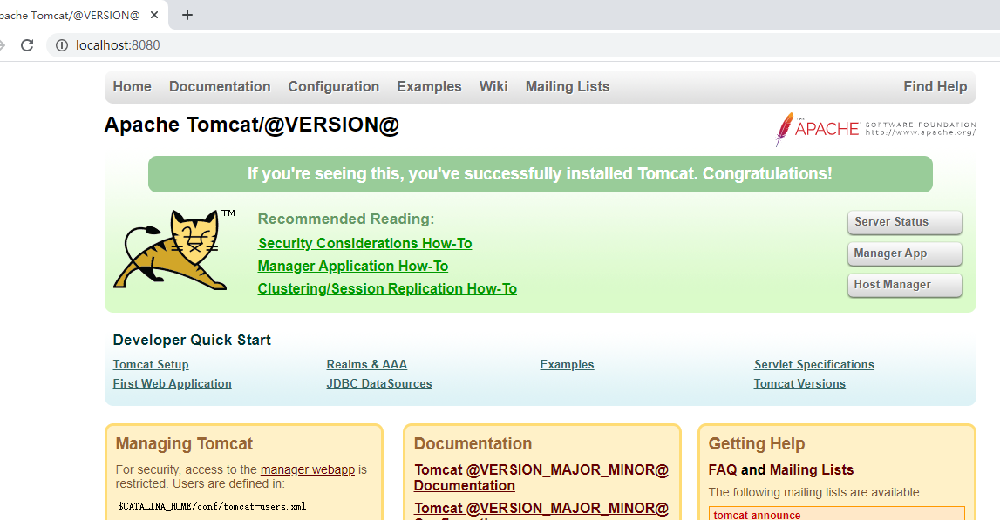 pache Tomcat/@VERSION@
localhost:8080
Home Documentation Configuration Examples Wiki Mailing Lists Find Help
Apache Tomcat/@VERSION@
THE APACHE SOFTWARE FOUNDATION
http://www.apache.org/
If you're seeing this, you've successfully installed Tomcat. Congratulations!
TM
Recommended Reading:
Security Considerations How-To
Manager Application How-To
Clustering/Session Replication How-To
Server Status
Manager App
Host Manager
Developer Quick Start
Tomcat Setup
First Web Application
Realms & AAA
JDBC DataSources
Examples
Servlet Specifications
Tomcat Versions
Managing Tomcat
For security, access to the manager webapp is
restricted. Users are defined in:
$CATALINA_HOME/conf/tomcat-users.xml
Documentation
Tomcat @VERSION_MAJOR_MINOR@
Documentation
Tomcat @VERSION_MAJOR_MINOR@
Getting Help
FAQ and Mailing Lists
The following mailing lists are available:
tomcat-announce